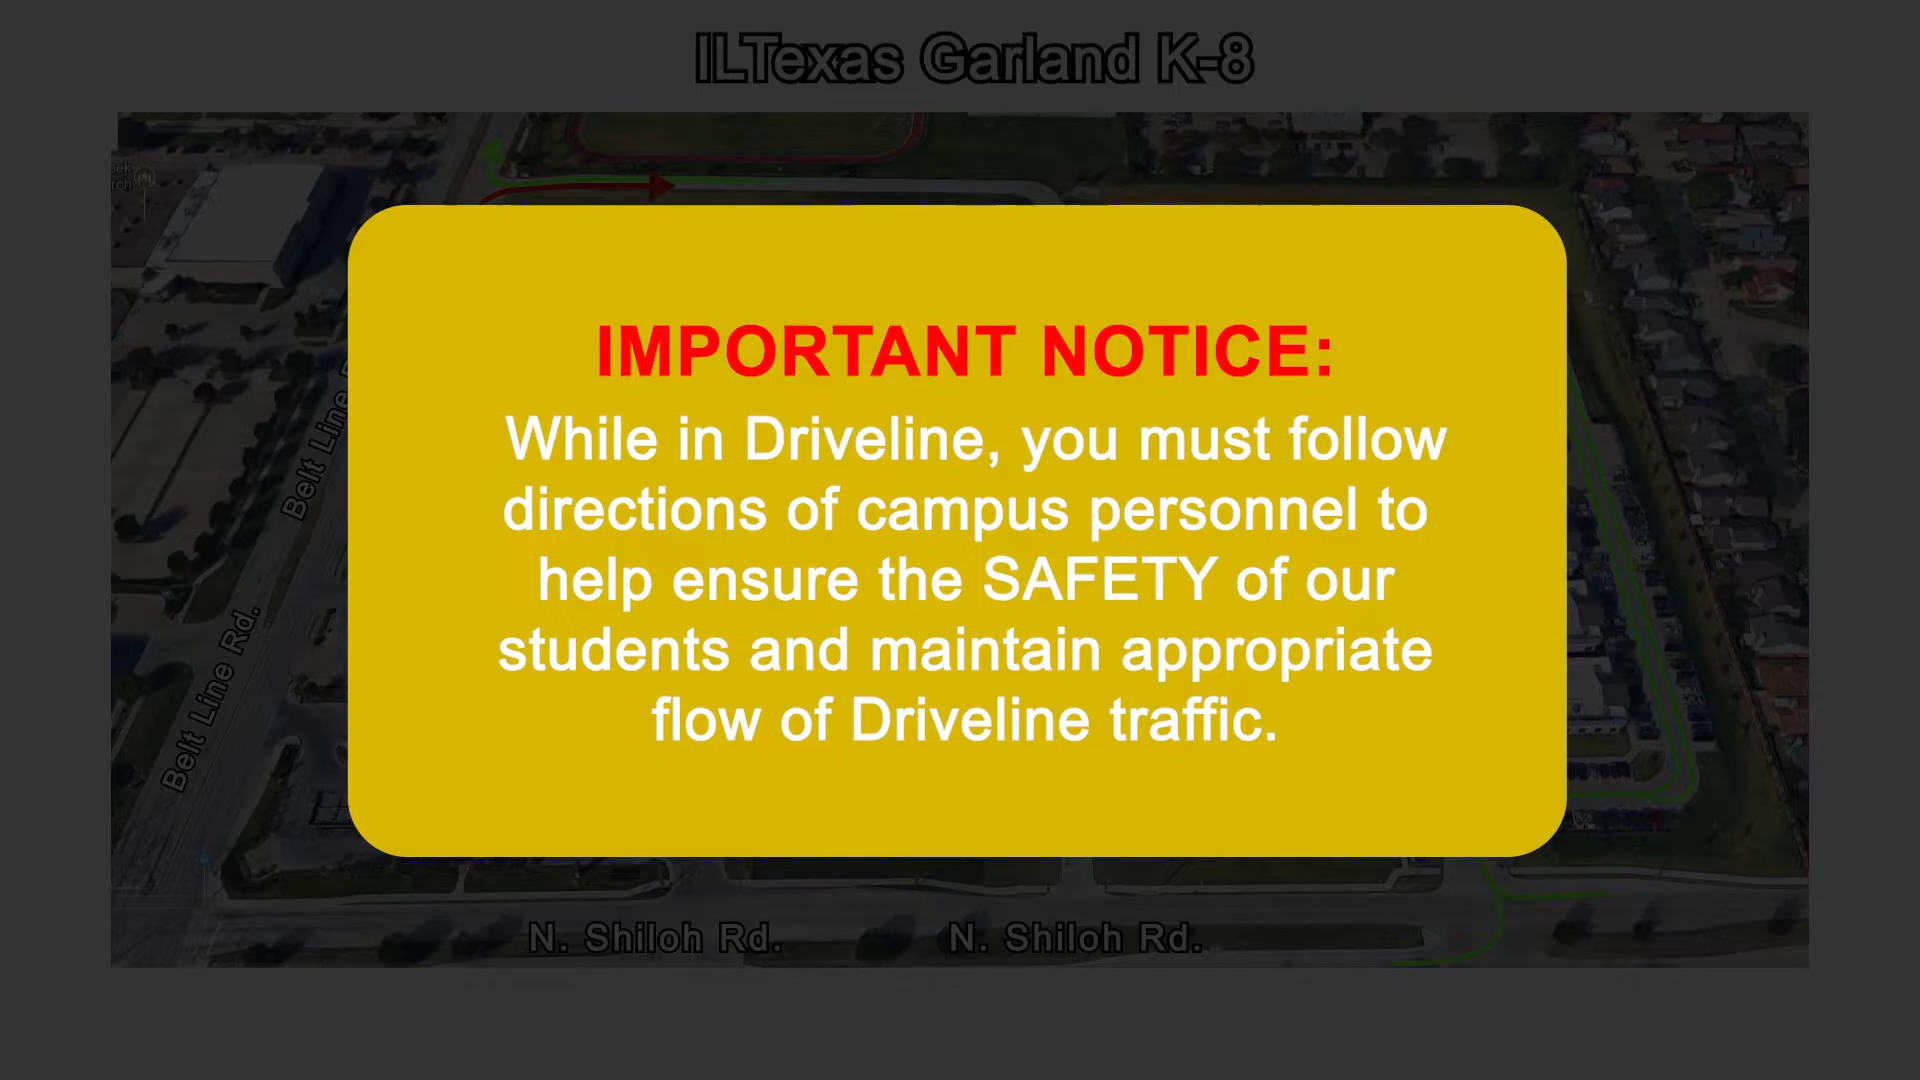 ILTexas Garland K-8
IMPORTANT NOTICE:
While in Driveline, you must follow
directions of campus personnel to
help ensure the SAFETY of our
students and maintain appropriate
flow of Driveline traffic.
Belt Line
Belt Line Rd.
N. Shiloh Rd.
N. Shiloh Rd.